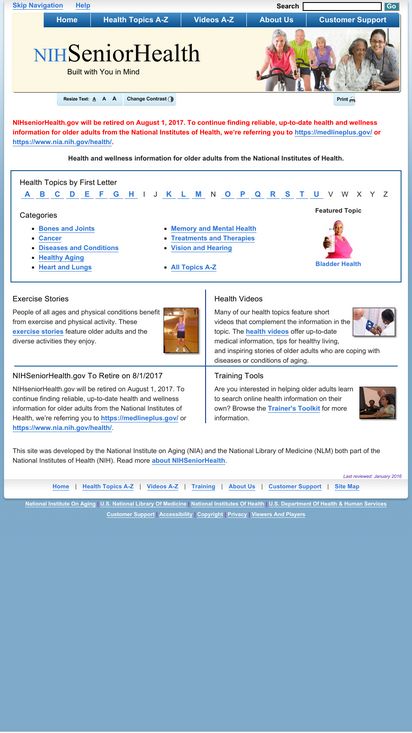 Skip Navigation Help Search Go
Home Health Topics A-Z Videos A-Z About Us Customer Support
NIHSeniorHealth
Built with You in Mind
Resize Text: A A A Change Contrast Print
NIHSeniorHealth.gov will be retired on August 1, 2017. To continue finding reliable, up-to-date health and wellness
information for older adults from the National Institutes of Health, we're referring you to https://medlineplus.gov/ or
https://www.nia.nih.gov/health/.
Health and wellness information for older adults from the National Institutes of Health.
Health Topics by First Letter
A B C D E F G H I J K L M N O P Q R S T U V W X Y Z
Categories
Bones and Joints
Cancer
Diseases and Conditions
Healthy Aging
Heart and Lungs
Memory and Mental Health
Treatments and Therapies
Vision and Hearing
All Topics A-Z
Featured Topic
Bladder Health
Exercise Stories
People of all ages and physical conditions benefit
from exercise and physical activity. These
exercise stories feature older adults and the
diverse activities they enjoy.
Health Videos
Many of our health topics feature short
videos that complement the information in the
topic. The health videos offer up-to-date
medical information, tips for healthy living,
and inspiring stories of older adults who are coping with
diseases or conditions of aging.
NIHSeniorHealth.gov To Retire on 8/1/2017
NIHSeniorHealth.gov will be retired on August 1, 2017. To
continue finding reliable, up-to-date health and wellness
information for older adults from the National Institutes of
Health, we're referring you to https://medlineplus.gov/ or
https://www.nia.nih.gov/health/.
Training Tools
Are you interested in helping older adults learn
to search online health information on their
own? Browse the Trainer's Toolkit for more
information.
This site was developed by the National Institute on Aging (NIA) and the National Library of Medicine (NLM) both part of the
National Institutes of Health (NIH). Read more about NIHSeniorHealth.
Last reviewed: January 2016
Home | Health Topics A-Z | Videos A-Z | Training | About Us | Customer Support | Site Map
National Institute On Aging | U.S. National Library Of Medicine | National Institutes Of Health | U.S. Department Of Health & Human Services
Customer Support | Accessibility | Copyright | Privacy | Viewers And Players